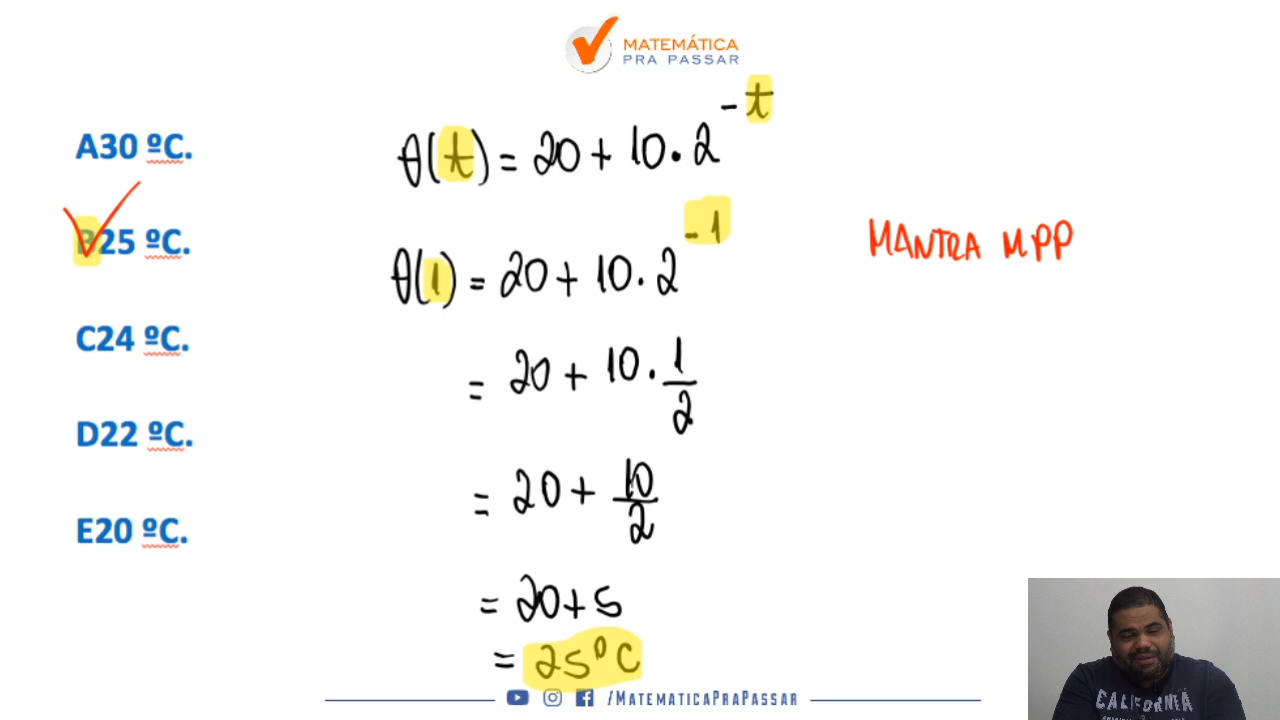 MATEMÁTICA
PRA PASSAR
A30 ºC.
B25 ºC.
C24 ºC.
D22 ºC.
E20 ºC.
θ(t) = 20 + 10 . 2^-t
θ(1) = 20 + 10 . 2^-1
= 20 + 10 . 1/2
= 20 + 10/2
= 20 + 5
= 25°C
MANTRA MPP
/MATEMATICAPRAPASSAR
CALIFORNIA